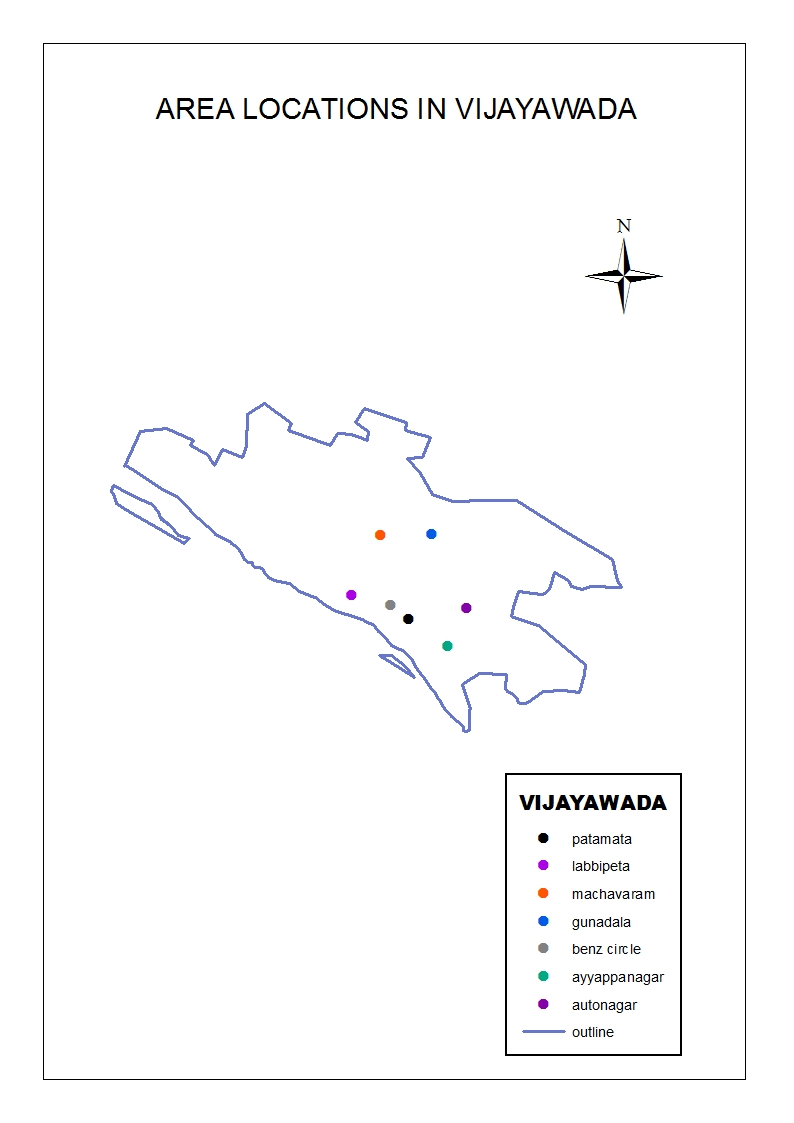 AREA LOCATIONS IN VIJAYAWADA
N
VIJAYAWADA
patamata
labbipeta
machavaram
gunadala
benz circle
ayyappanagar
autonagar
outline